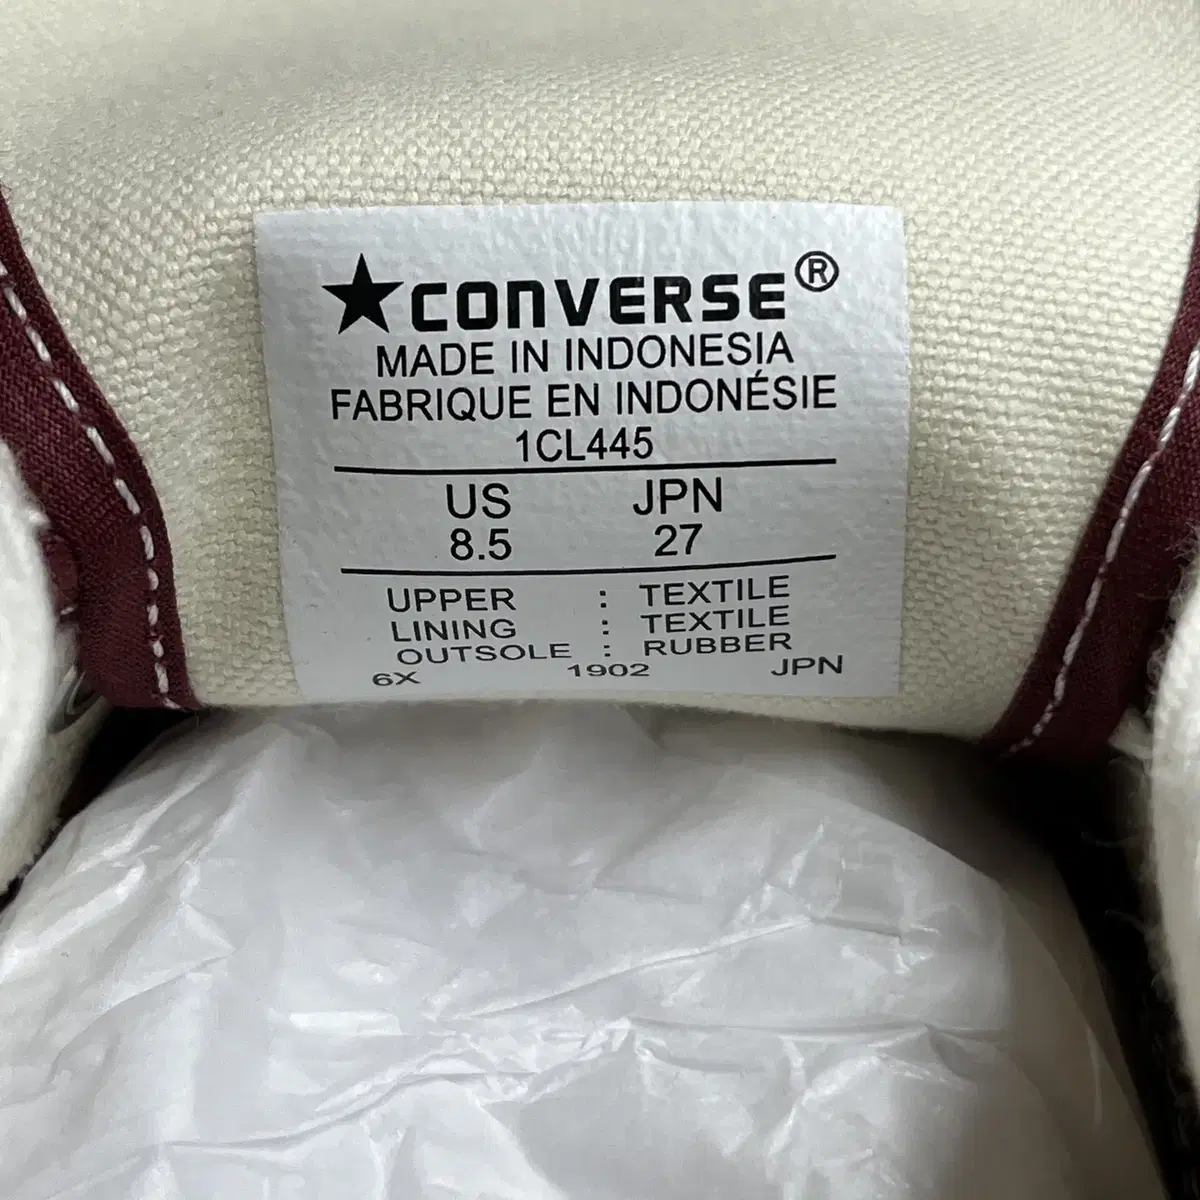 ★CONVERSE®
MADE IN INDONESIA
FABRIQUE EN INDONÉSIE
1CL445
US JPN
8.5 27
UPPER : TEXTILE
LINING : TEXTILE
OUTSOLE : RUBBER
6X 1902 JPN